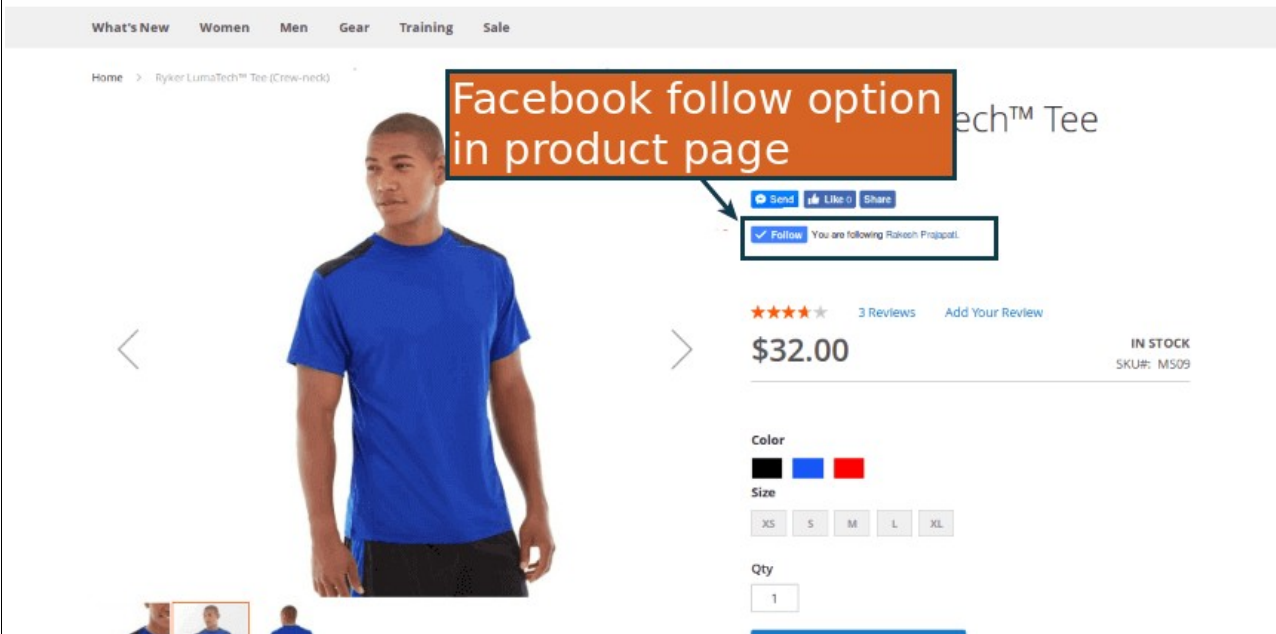 What's New Women Men Gear Training Sale
Home > Ryker LumaTech™ Tee (Crew-neck)
Facebook follow option
in product page
ech™ Tee
Send Like 0 Share
Follow You are following Rakesh Prajapati.
3 Reviews Add Your Review
$32.00
IN STOCK
SKU#: MS09
Color
Size
XS S M L XL
Qty
1